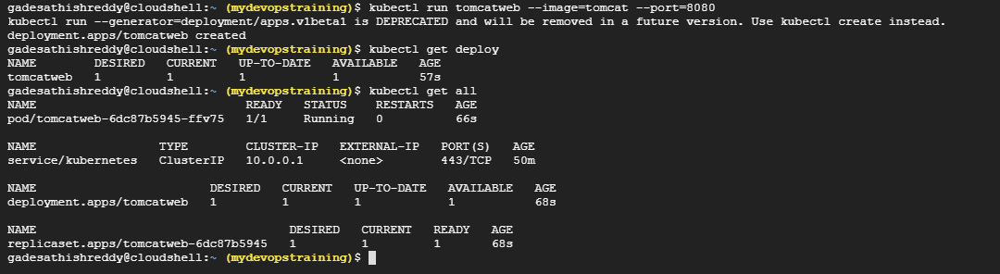 gadesathishreddy@cloudshell:~ (mydevopstraining)$ kubectl run tomcatweb --image=tomcat --port=8080
kubectl run --generator=deployment/apps.v1beta1 is DEPRECATED and will be removed in a future version. Use kubectl create instead.
deployment.apps/tomcatweb created
gadesathishreddy@cloudshell:~ (mydevopstraining)$ kubectl get deploy
NAME DESIRED CURRENT UP-TO-DATE AVAILABLE AGE
tomcatweb 1 1 1 1 57s
gadesathishreddy@cloudshell:~ (mydevopstraining)$ kubectl get all
NAME READY STATUS RESTARTS AGE
pod/tomcatweb-6dc87b5945-ffv75 1/1 Running 0 66s
NAME TYPE CLUSTER-IP EXTERNAL-IP PORT(S) AGE
service/kubernetes ClusterIP 10.0.0.1 <none> 443/TCP 50m
NAME DESIRED CURRENT UP-TO-DATE AVAILABLE AGE
deployment.apps/tomcatweb 1 1 1 1 68s
NAME DESIRED CURRENT READY AGE
replicaset.apps/tomcatweb-6dc87b5945 1 1 1 68s
gadesathishreddy@cloudshell:~ (mydevopstraining)$